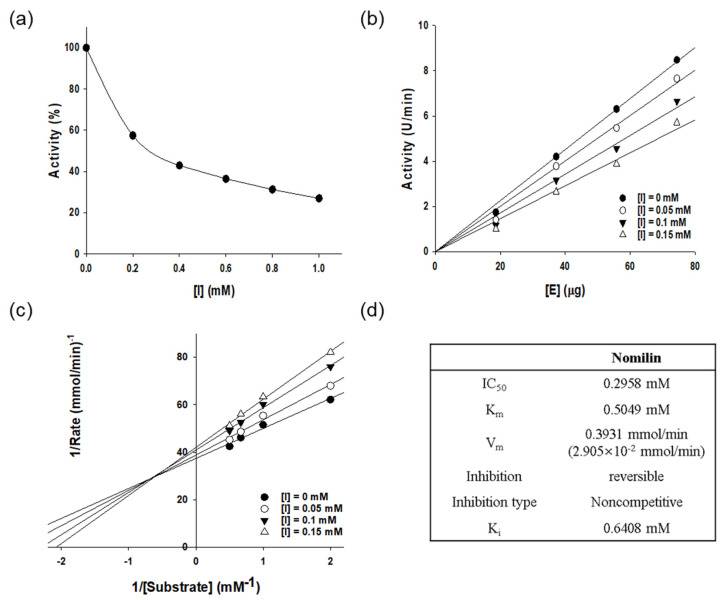 (a)
Activity (%)
100
80
60
40
20
0
0.0 0.2 0.4 0.6 0.8 1.0
[I] (mM)
(b)
Activity (U/min)
10
8
6
4
2
0
0 20 40 60 80
[E] (μg)
[I] = 0 mM
[I] = 0.05 mM
[I] = 0.1 mM
[I] = 0.15 mM
(c)
1/Rate (mmol/min)-1
80
60
40
20
0
-2 -1 0 1 2
1/[Substrate] (mM-1)
[I] = 0 mM
[I] = 0.05 mM
[I] = 0.1 mM
[I] = 0.15 mM
(d)
Nomilin
IC50 0.2958 mM
Km 0.5049 mM
Vm 0.3931 mmol/min
(2.905×10-2 mmol/min)
Inhibition reversible
Inhibition type Noncompetitive
Ki 0.6408 mM